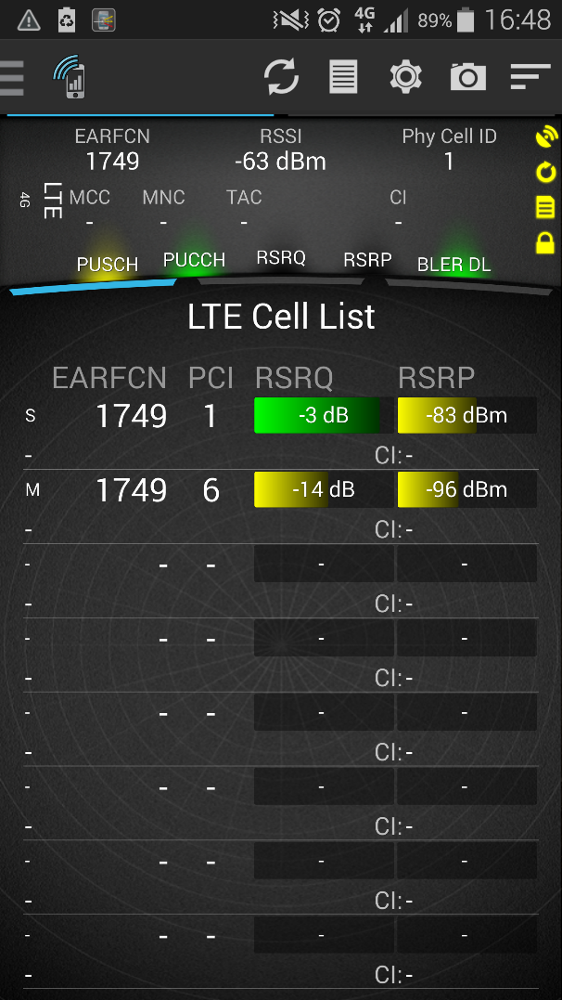 4G 89% 16:48
EARFCN RSSI Phy Cell ID
1749 -63 dBm 1
4G LTE MCC MNC TAC CI
- - - -
PUSCH PUCCH RSRQ RSRP BLER DL
LTE Cell List
EARFCN PCI RSRQ RSRP
S 1749 1 -3 dB -83 dBm
- CI:-
M 1749 6 -14 dB -96 dBm
- CI:-
- - - - -
- CI:-
- - - - -
- CI:-
- - - - -
- CI:-
- - - - -
- CI:-
- - - - -
- CI:-
- - - - -
- CI:-